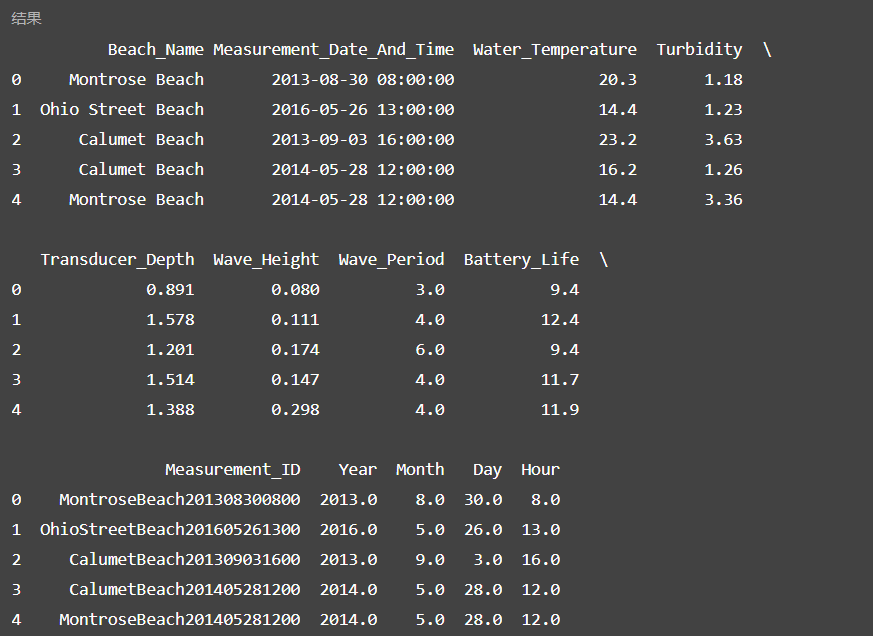 结果
Beach_Name Measurement_Date_And_Time Water_Temperature Turbidity \
0 Montrose Beach 2013-08-30 08:00:00 20.3 1.18
1 Ohio Street Beach 2016-05-26 13:00:00 14.4 1.23
2 Calumet Beach 2013-09-03 16:00:00 23.2 3.63
3 Calumet Beach 2014-05-28 12:00:00 16.2 1.26
4 Montrose Beach 2014-05-28 12:00:00 14.4 3.36
Transducer_Depth Wave_Height Wave_Period Battery_Life \
0 0.891 0.080 3.0 9.4
1 1.578 0.111 4.0 12.4
2 1.201 0.174 6.0 9.4
3 1.514 0.147 4.0 11.7
4 1.388 0.298 4.0 11.9
Measurement_ID Year Month Day Hour
0 MontroseBeach201308300800 2013.0 8.0 30.0 8.0
1 OhioStreetBeach201605261300 2016.0 5.0 26.0 13.0
2 CalumetBeach201309031600 2013.0 9.0 3.0 16.0
3 CalumetBeach201405281200 2014.0 5.0 28.0 12.0
4 MontroseBeach201405281200 2014.0 5.0 28.0 12.0